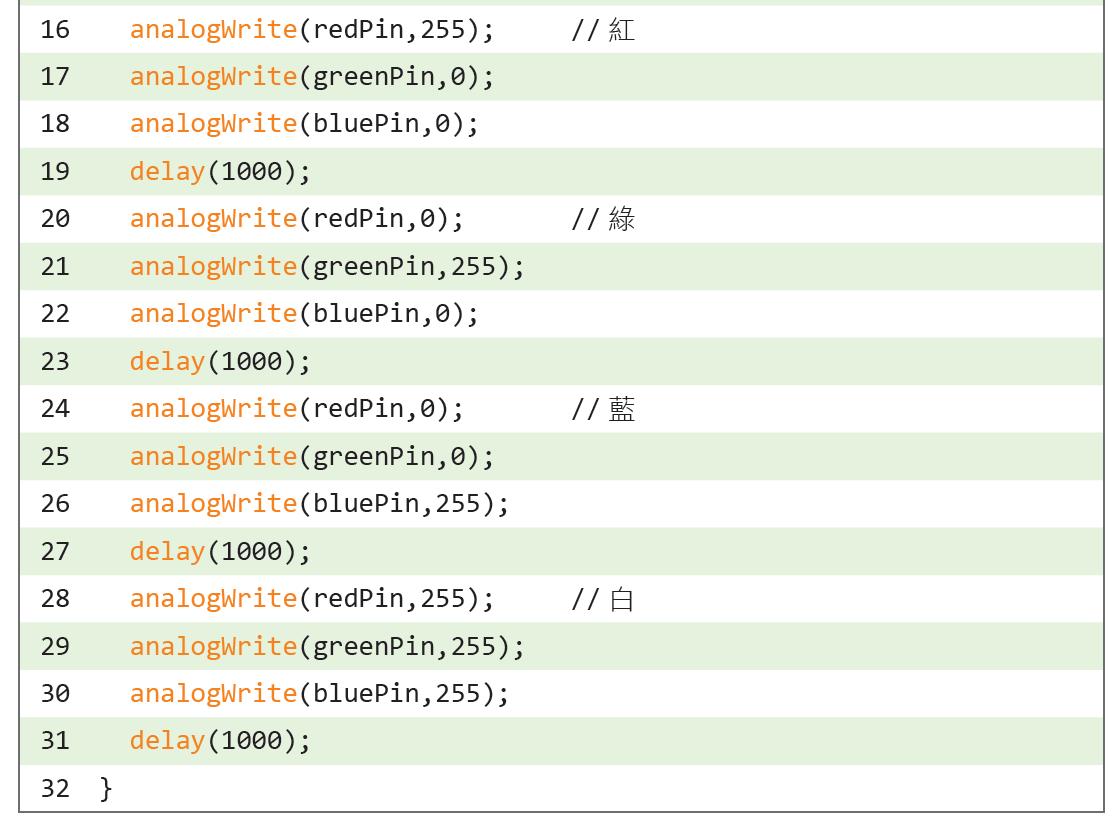 16 analogWrite(redPin,255); // 紅
17 analogWrite(greenPin,0);
18 analogWrite(bluePin,0);
19 delay(1000);
20 analogWrite(redPin,0); // 綠
21 analogWrite(greenPin,255);
22 analogWrite(bluePin,0);
23 delay(1000);
24 analogWrite(redPin,0); // 藍
25 analogWrite(greenPin,0);
26 analogWrite(bluePin,255);
27 delay(1000);
28 analogWrite(redPin,255); // 白
29 analogWrite(greenPin,255);
30 analogWrite(bluePin,255);
31 delay(1000);
32 }